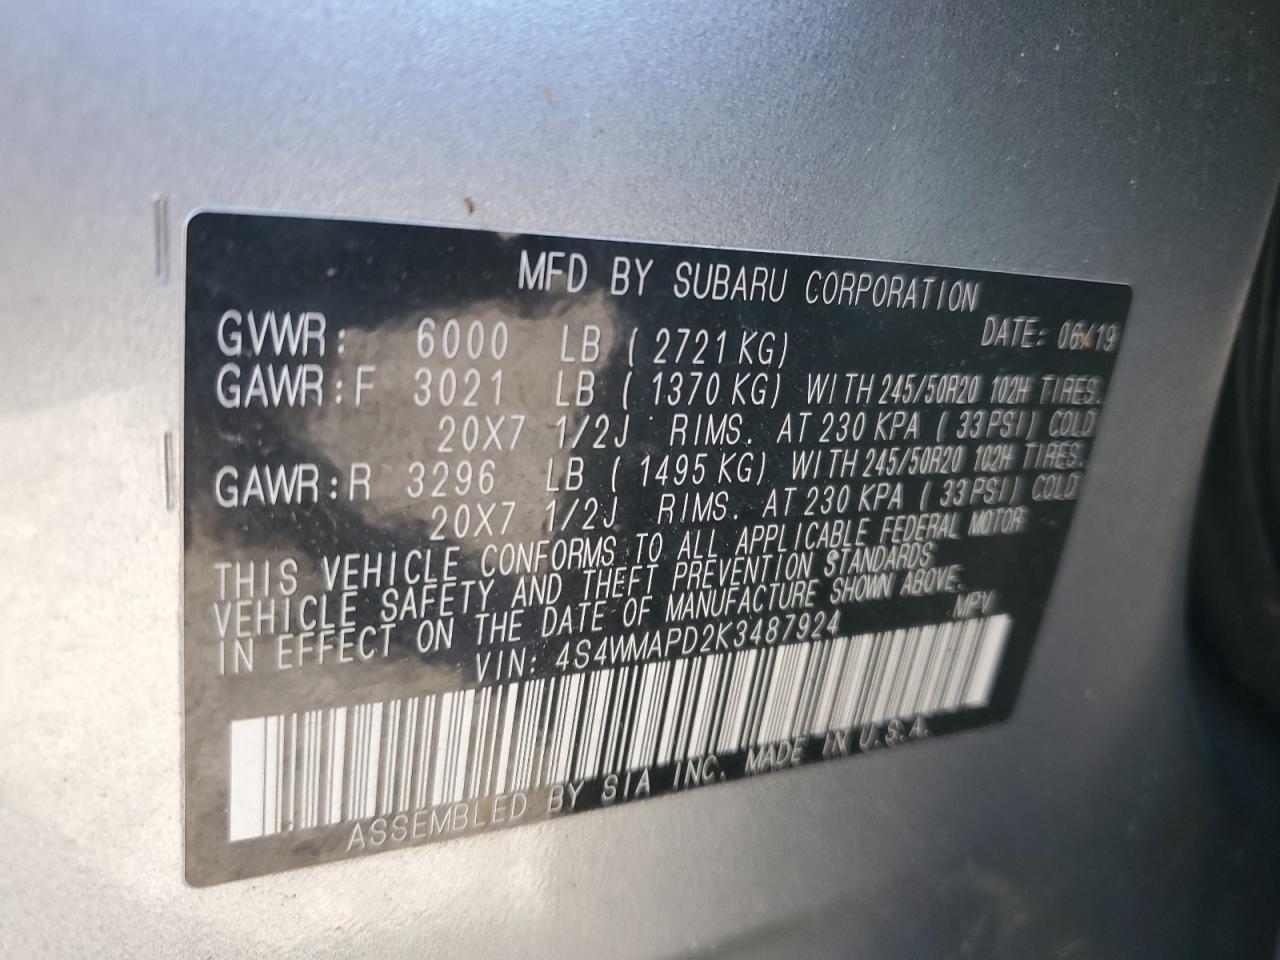 MFD BY SUBARU CORPORATION
GVWR: 6000 LB ( 2721 KG) DATE: 06/19
GAWR:F 3021 LB ( 1370 KG) WITH 245/50R20 102H TIRES.
20X7 1/2J RIMS. AT 230 KPA ( 33 PSI) COLD
GAWR:R 3296 LB ( 1495 KG) WITH 245/50R20 102H TIRES.
20X7 1/2J RIMS. AT 230 KPA ( 33 PSI) COLD
THIS VEHICLE CONFORMS TO ALL APPLICABLE FEDERAL MOTOR
VEHICLE SAFETY AND THEFT PREVENTION STANDARDS
IN EFFECT ON THE DATE OF MANUFACTURE SHOWN ABOVE.
VIN: 4S4WMAPD2K3487924 MPV
ASSEMBLED BY SIA INC. MADE IN U.S.A.